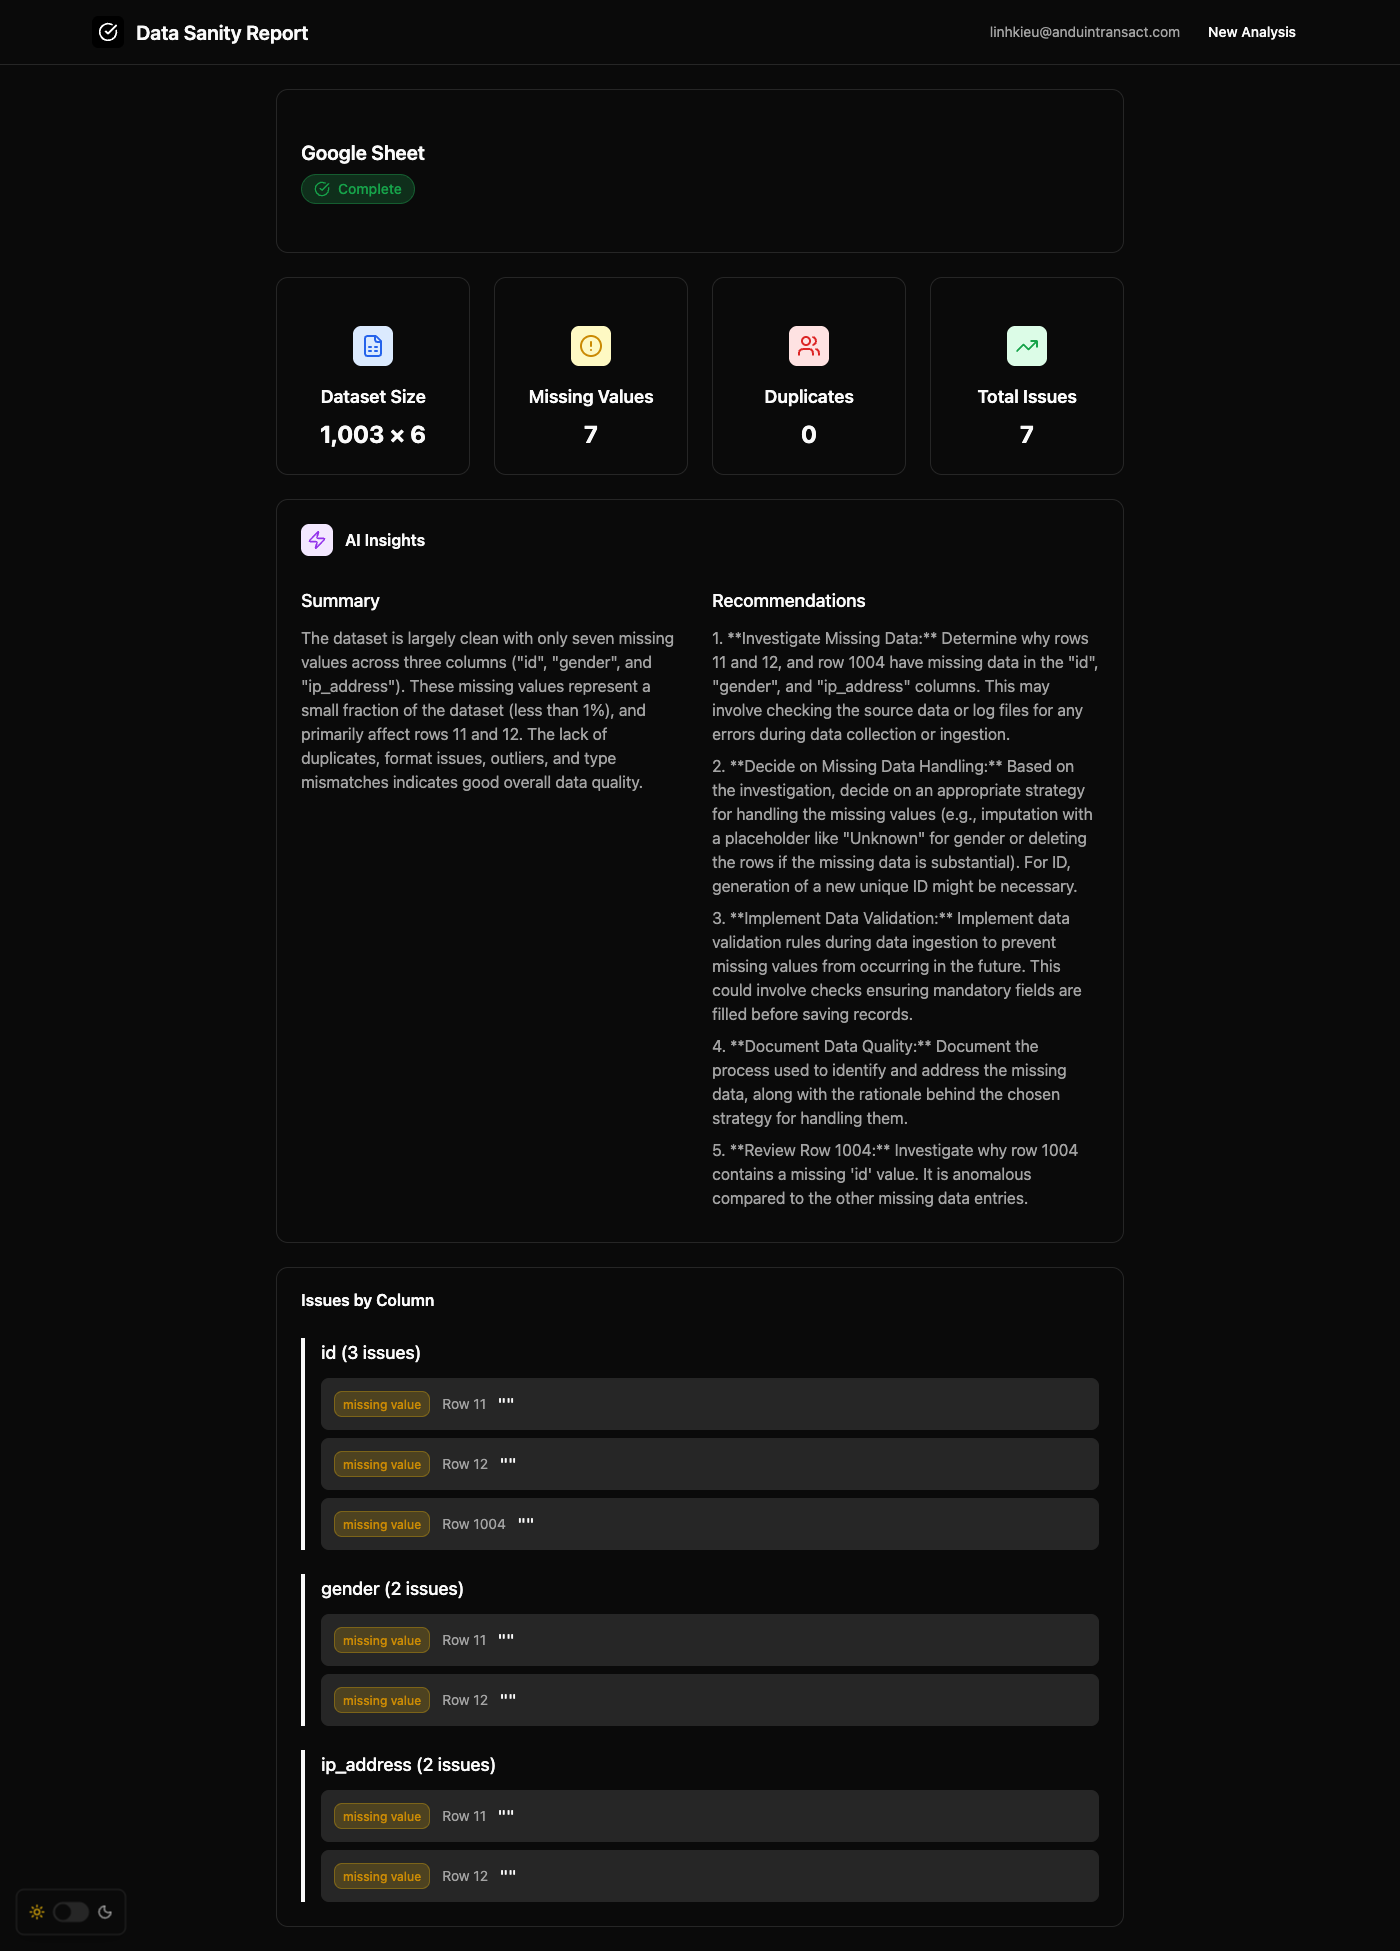 Data Sanity Report
linhkieu@anduintransact.com
New Analysis
Google Sheet
Complete
Dataset Size
1,003 × 6
Missing Values
7
Duplicates
0
Total Issues
7
AI Insights
Summary
The dataset is largely clean with only seven missing
values across three columns ("id", "gender", and
"ip_address"). These missing values represent a
small fraction of the dataset (less than 1%), and
primarily affect rows 11 and 12. The lack of
duplicates, format issues, outliers, and type
mismatches indicates good overall data quality.
Recommendations
1. **Investigate Missing Data:** Determine why rows
11 and 12, and row 1004 have missing data in the "id",
"gender", and "ip_address" columns. This may
involve checking the source data or log files for any
errors during data collection or ingestion.
2. **Decide on Missing Data Handling:** Based on
the investigation, decide on an appropriate strategy
for handling the missing values (e.g., imputation with
a placeholder like "Unknown" for gender or deleting
the rows if the missing data is substantial). For ID,
generation of a new unique ID might be necessary.
3. **Implement Data Validation:** Implement data
validation rules during data ingestion to prevent
missing values from occurring in the future. This
could involve checks ensuring mandatory fields are
filled before saving records.
4. **Document Data Quality:** Document the
process used to identify and address the missing
data, along with the rationale behind the chosen
strategy for handling them.
5. **Review Row 1004:** Investigate why row 1004
contains a missing 'id' value. It is anomalous
compared to the other missing data entries.
Issues by Column
id (3 issues)
missing value Row 11 ""
missing value Row 12 ""
missing value Row 1004 ""
gender (2 issues)
missing value Row 11 ""
missing value Row 12 ""
ip_address (2 issues)
missing value Row 11 ""
missing value Row 12 ""